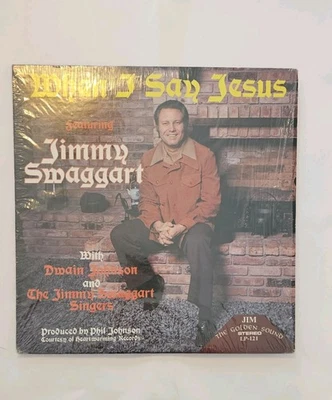 When I Say Jesus
Featuring
Jimmy
Swaggart
With
Dwain Johnson
and
The Jimmy Swaggart
Singers
Produced by Phil Johnson
Courtesy of Heartwarming Records
JIM
THE GOLDEN SOUND
STEREO
LP-121